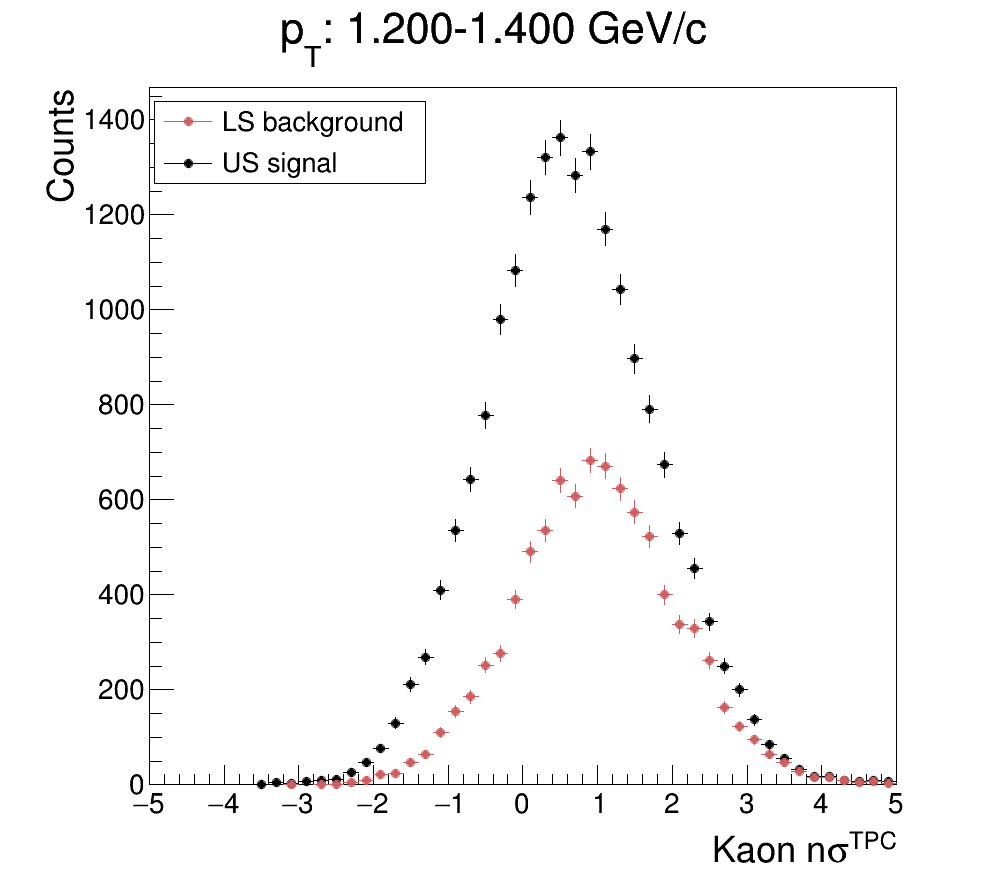 pT: 1.200-1.400 GeV/c
Counts
LS background
US signal
1400
1200
1000
800
600
400
200
0
−5 −4 −3 −2 −1 0 1 2 3 4 5
Kaon nσTPC